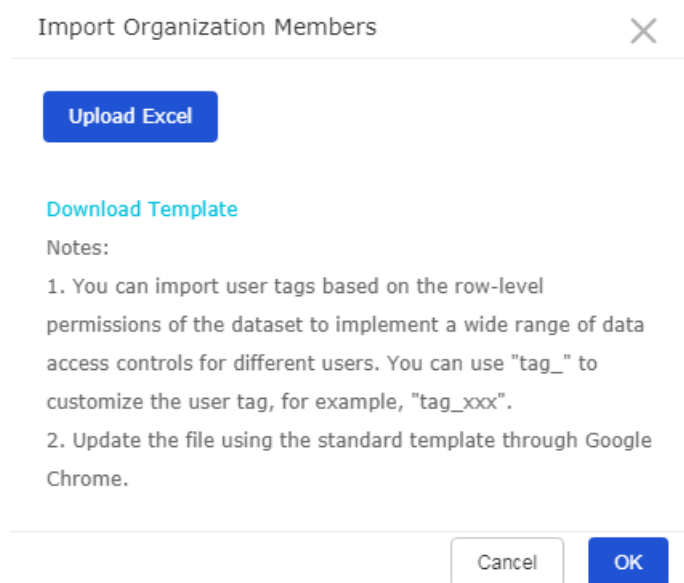 Import Organization Members
Upload Excel
Download Template
Notes:
1. You can import user tags based on the row-level
permissions of the dataset to implement a wide range of data
access controls for different users. You can use "tag_" to
customize the user tag, for example, "tag_xxx".
2. Update the file using the standard template through Google
Chrome.
Cancel
OK